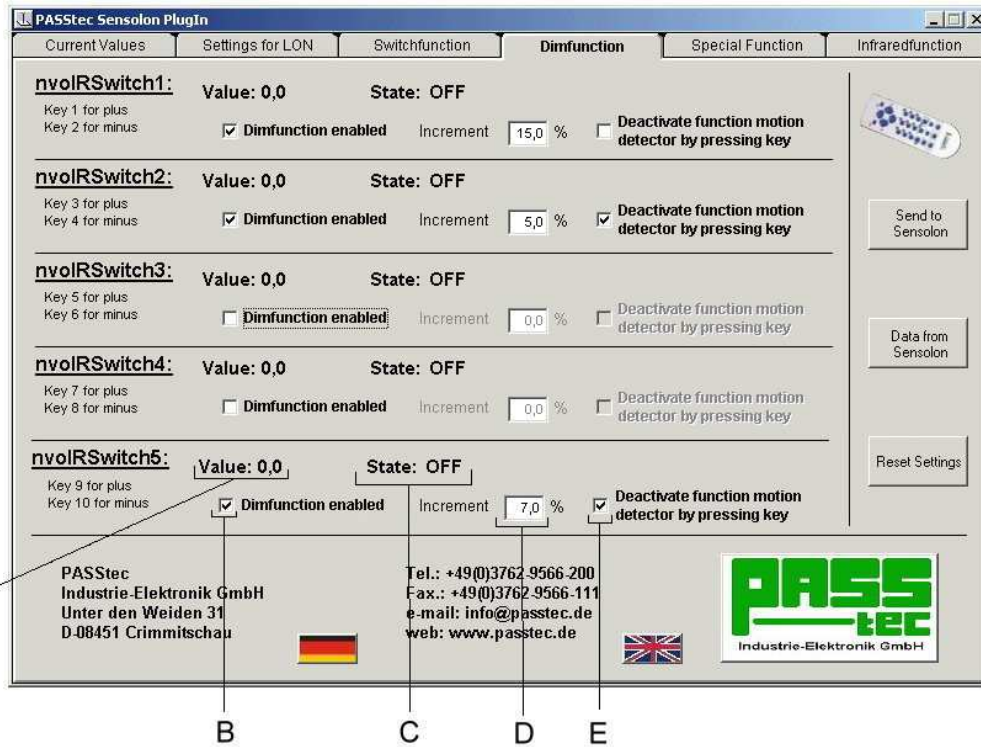 PASStec Sensolon PlugIn
Current Values Settings for LON Switchfunction Dimfunction Special Function Infraredfunction
nvoIRSwitch1:
Value: 0,0 State: OFF
Key 1 for plus
Key 2 for minus
Dimfunction enabled Increment 15,0 % Deactivate function motion
detector by pressing key
nvoIRSwitch2:
Value: 0,0 State: OFF
Key 3 for plus
Key 4 for minus
Dimfunction enabled Increment 5,0 % Deactivate function motion
detector by pressing key
Send to
Sensolon
nvoIRSwitch3:
Value: 0,0 State: OFF
Key 5 for plus
Key 6 for minus
Dimfunction enabled Increment 0,0 % Deactivate function motion
detector by pressing key
Data from
Sensolon
nvoIRSwitch4:
Value: 0,0 State: OFF
Key 7 for plus
Key 8 for minus
Dimfunction enabled Increment 0,0 % Deactivate function motion
detector by pressing key
nvoIRSwitch5:
Value: 0,0 State: OFF
Key 9 for plus
Key 10 for minus
Dimfunction enabled Increment 7,0 % Deactivate function motion
detector by pressing key
Reset Settings
PASStec
Industrie-Elektronik GmbH
Unter den Weiden 31
D-08451 Crimmitschau
Tel.: +49(0)3762-9566-200
Fax.: +49(0)3762-9566-111
e-mail: info@passtec.de
web: www.passtec.de
PASS
tec
Industrie-Elektronik GmbH
B C D E